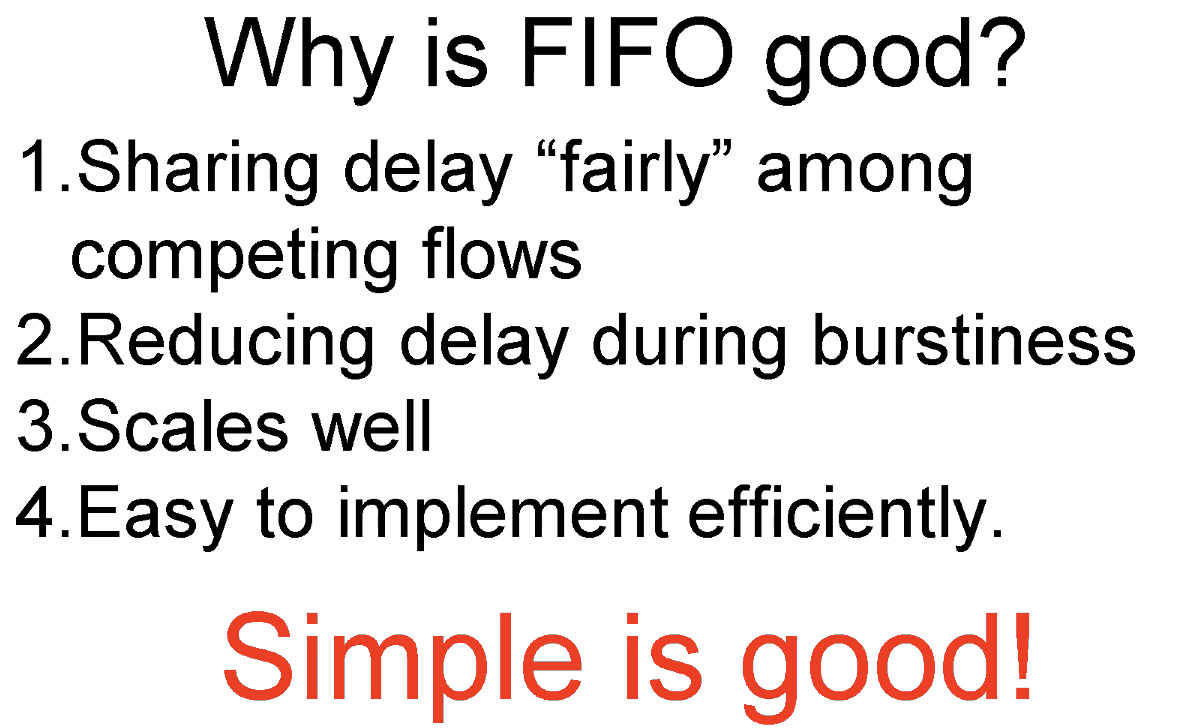 Why is FIFO good?
1.Sharing delay “fairly” among
competing flows
2.Reducing delay during burstiness
3.Scales well
4.Easy to implement efficiently.
Simple is good!